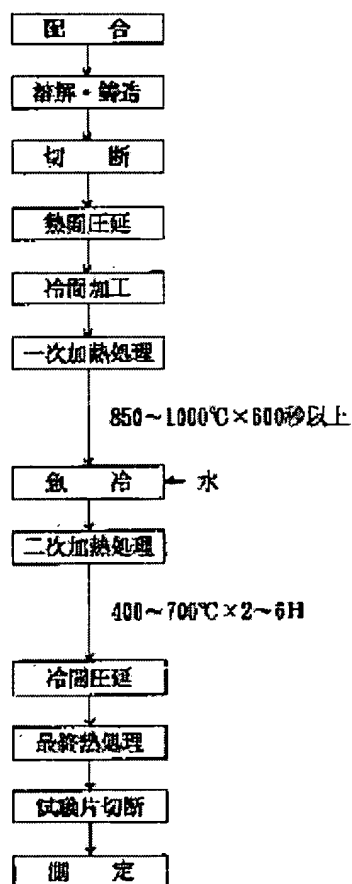 配 合
溶解・鋳造
切 断
熱間圧延
冷間加工
一次加熱処理
850~1000℃×600秒以上
急 冷 ← 水
二次加熱処理
400~700℃×2~6H
冷間圧延
最終熱処理
試験片切断
測 定